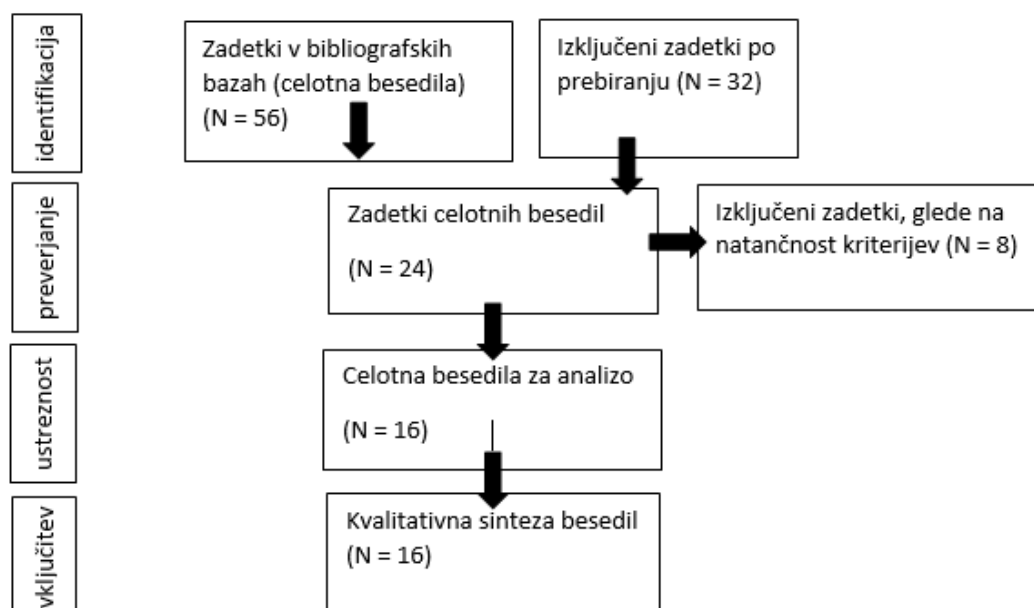 identifikacija
Zadetki v bibliografskih
bazah (celotna besedila)
(N = 56)
Izključeni zadetki po
prebiranju (N = 32)
preverjanje
Zadetki celotnih besedil
(N = 24)
Izključeni zadetki, glede na
natančnost kriterijev (N = 8)
ustreznost
Celotna besedila za analizo
(N = 16)
vključitev
Kvalitativna sinteza besedil
(N = 16)